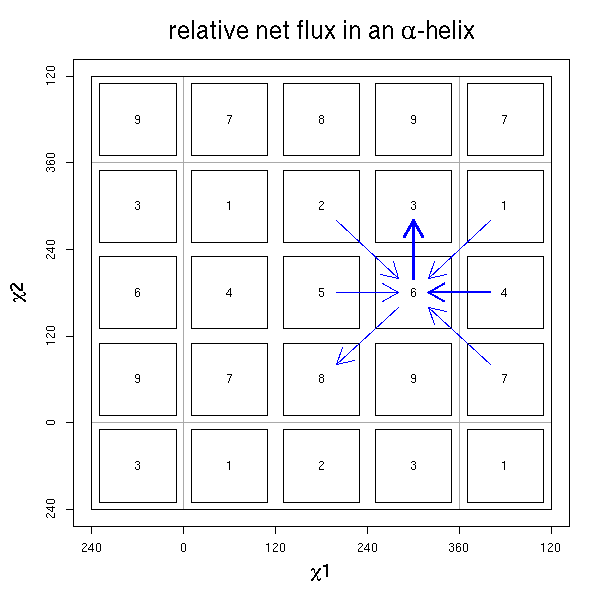 relative net flux in an α-helix
120
9 7 8 9 7
360
3 1 2 3 1
240
χ2
6 4 5 6 4
120
9 7 8 9 7
0
3 1 2 3 1
240
240 0 120 240 360 120
χ1